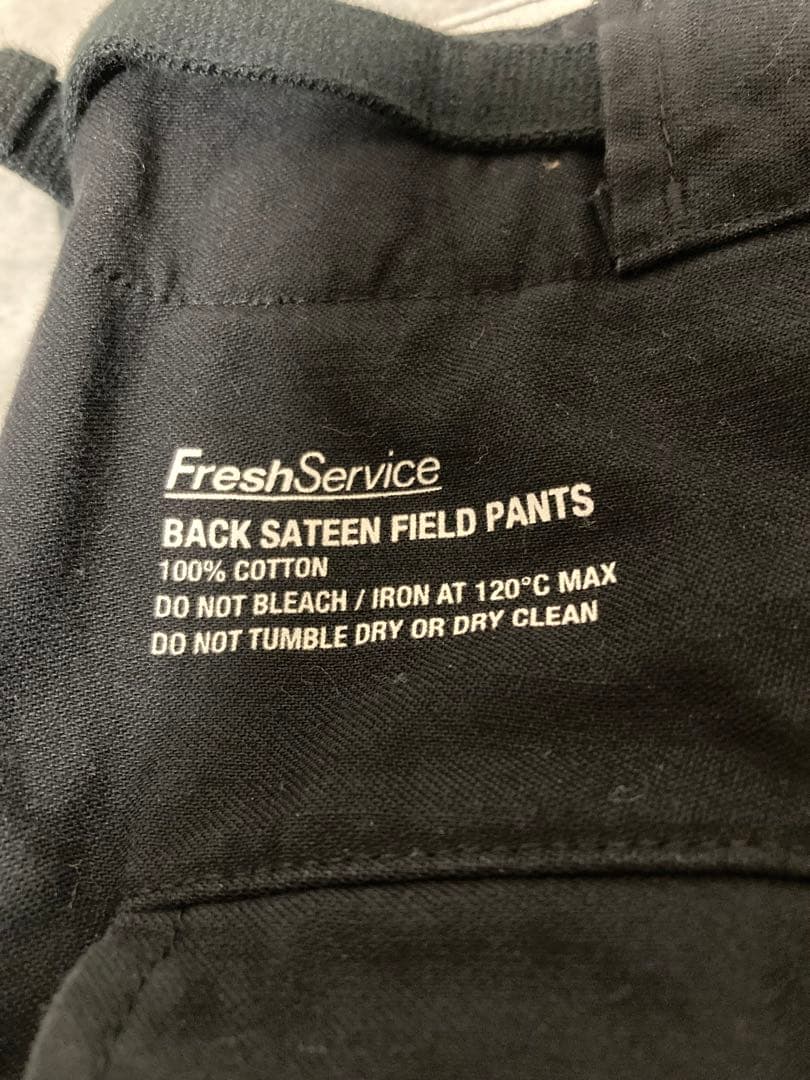 FreshService
BACK SATEEN FIELD PANTS
100% COTTON
DO NOT BLEACH / IRON AT 120°C MAX
DO NOT TUMBLE DRY OR DRY CLEAN